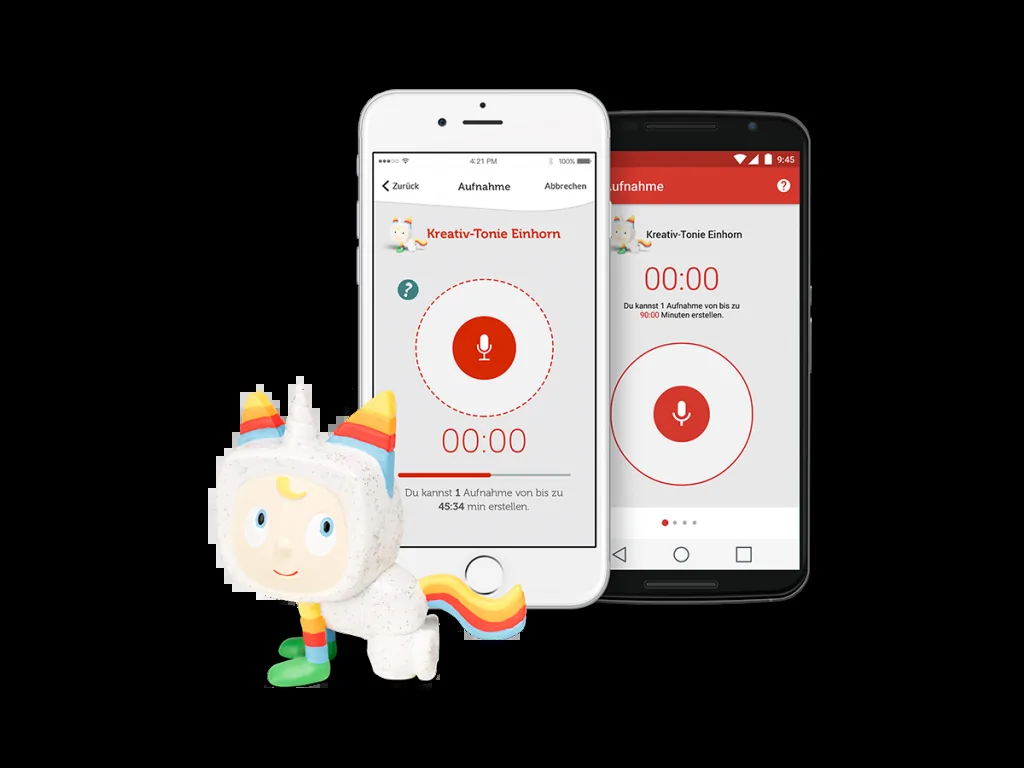 4:21 PM
100%
Zurück
Aufnahme
Abbrechen
Kreativ-Tonie Einhorn
?
00:00
Du kannst 1 Aufnahme von bis zu
45:34 min erstellen.
9:45
ufnahme
?
Kreativ-Tonie Einhorn
00:00
Du kannst 1 Aufnahme von bis zu
90:00 Minuten erstellen.